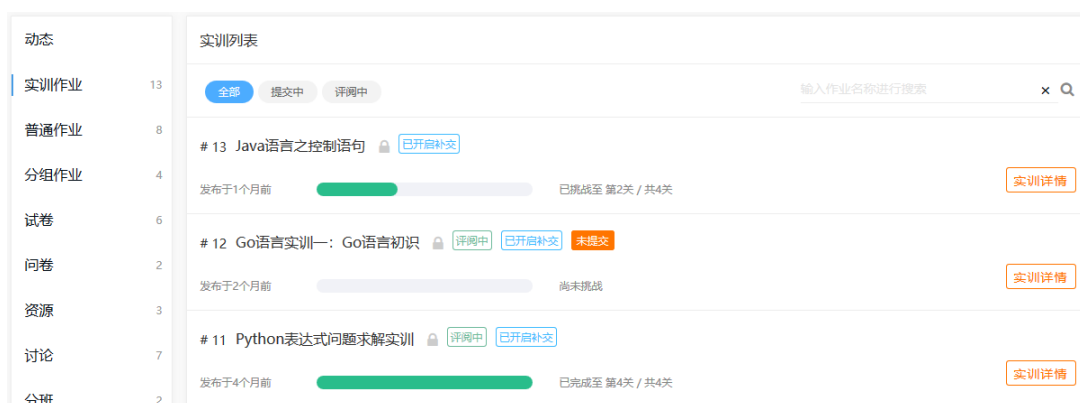 动态
实训作业 13
普通作业 8
分组作业 4
试卷 6
问卷 2
资源 3
讨论 7
分班 2
实训列表
全部 提交中 评阅中 输入作业名称进行搜索 ×
# 13 Java语言之控制语句 已开启补交
发布于1个月前 已挑战至 第2关 / 共4关 实训详情
# 12 Go语言实训一：Go语言初识 评阅中 已开启补交 未提交
发布于2个月前 尚未挑战 实训详情
# 11 Python表达式问题求解实训 评阅中 已开启补交
发布于4个月前 已完成至 第4关 / 共4关 实训详情